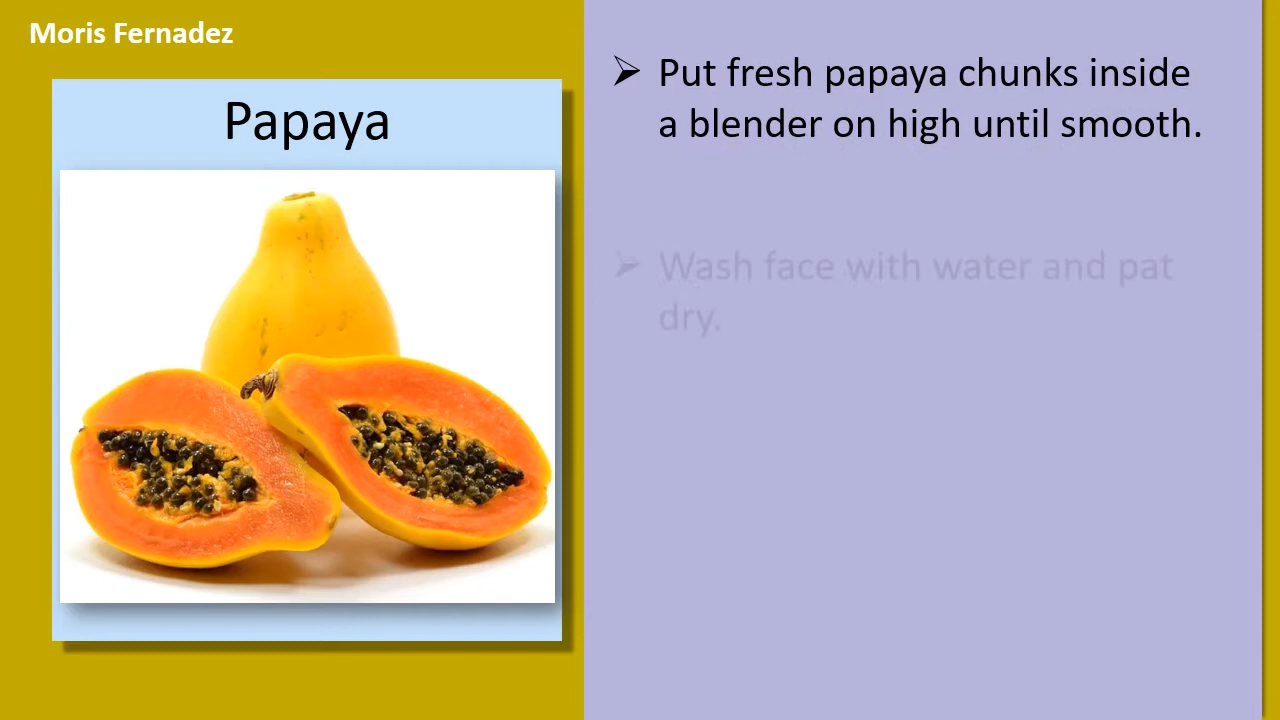 Moris Fernadez
Papaya
➢ Put fresh papaya chunks inside
a blender on high until smooth.
➢ Wash face with water and pat
dry.